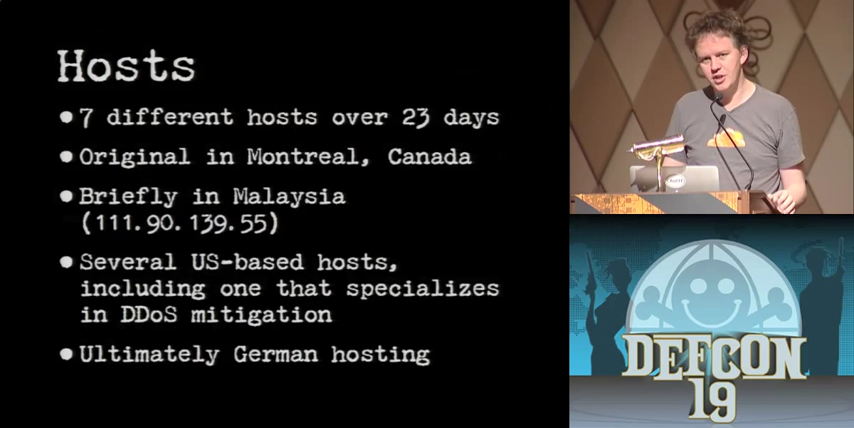 Hosts
•7 different hosts over 23 days
•Original in Montreal, Canada
•Briefly in Malaysia
(111.90.139.55)
•Several US-based hosts,
including one that specializes
in DDoS mitigation
•Ultimately German hosting
DEFCON
19